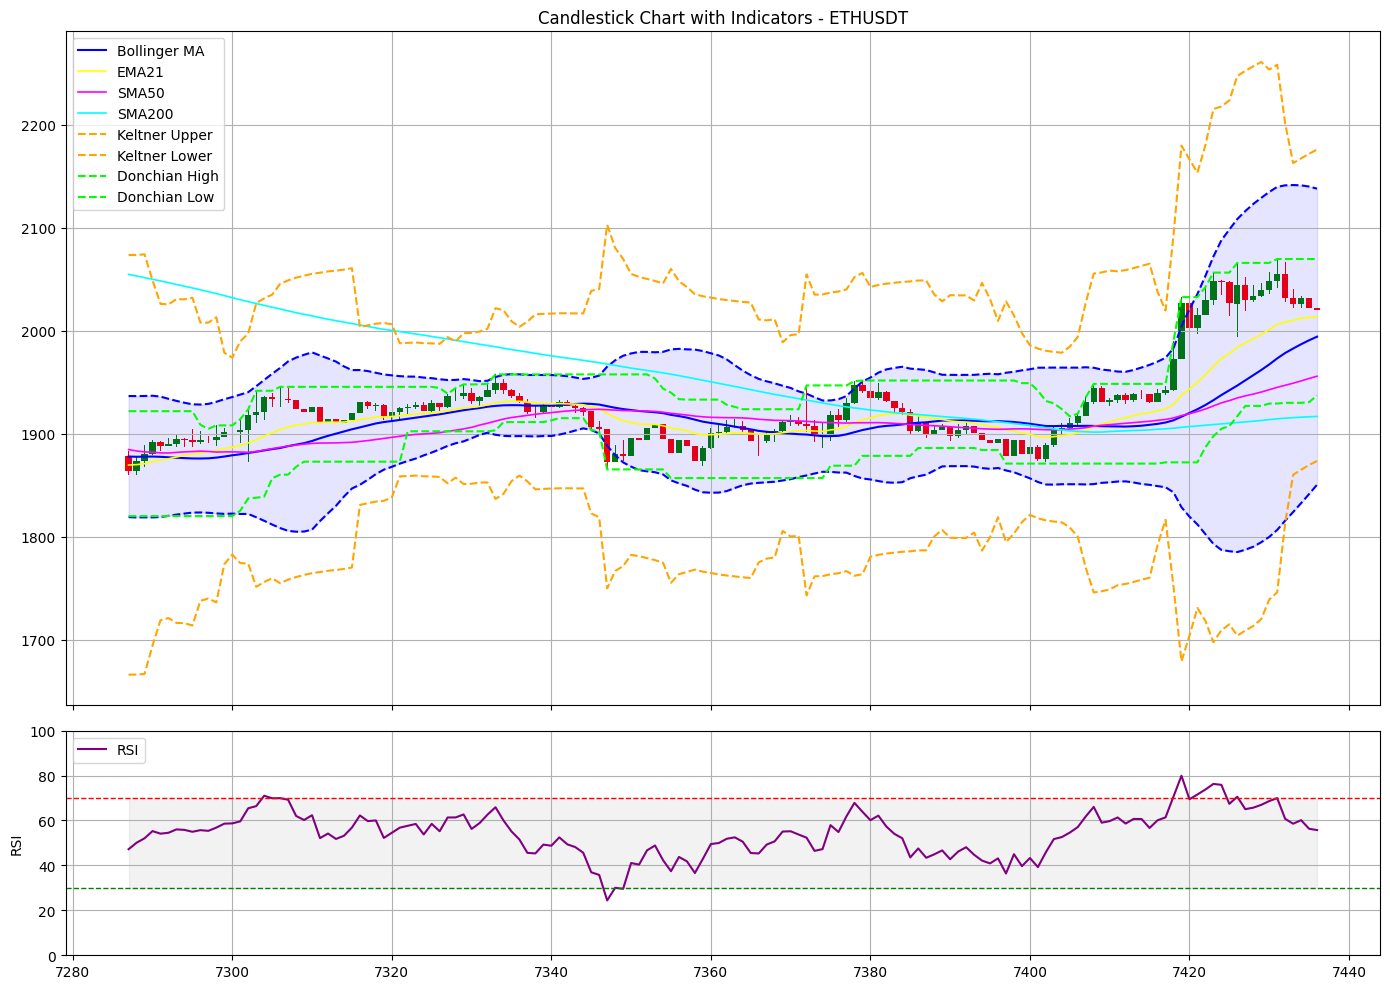 Candlestick Chart with Indicators - ETHUSDT
Bollinger MA
EMA21
SMA50
SMA200
Keltner Upper
Keltner Lower
Donchian High
Donchian Low
2200
2100
2000
1900
1800
1700
RSI
100
80
60
40
20
0
RSI
7280
7300
7320
7340
7360
7380
7400
7420
7440